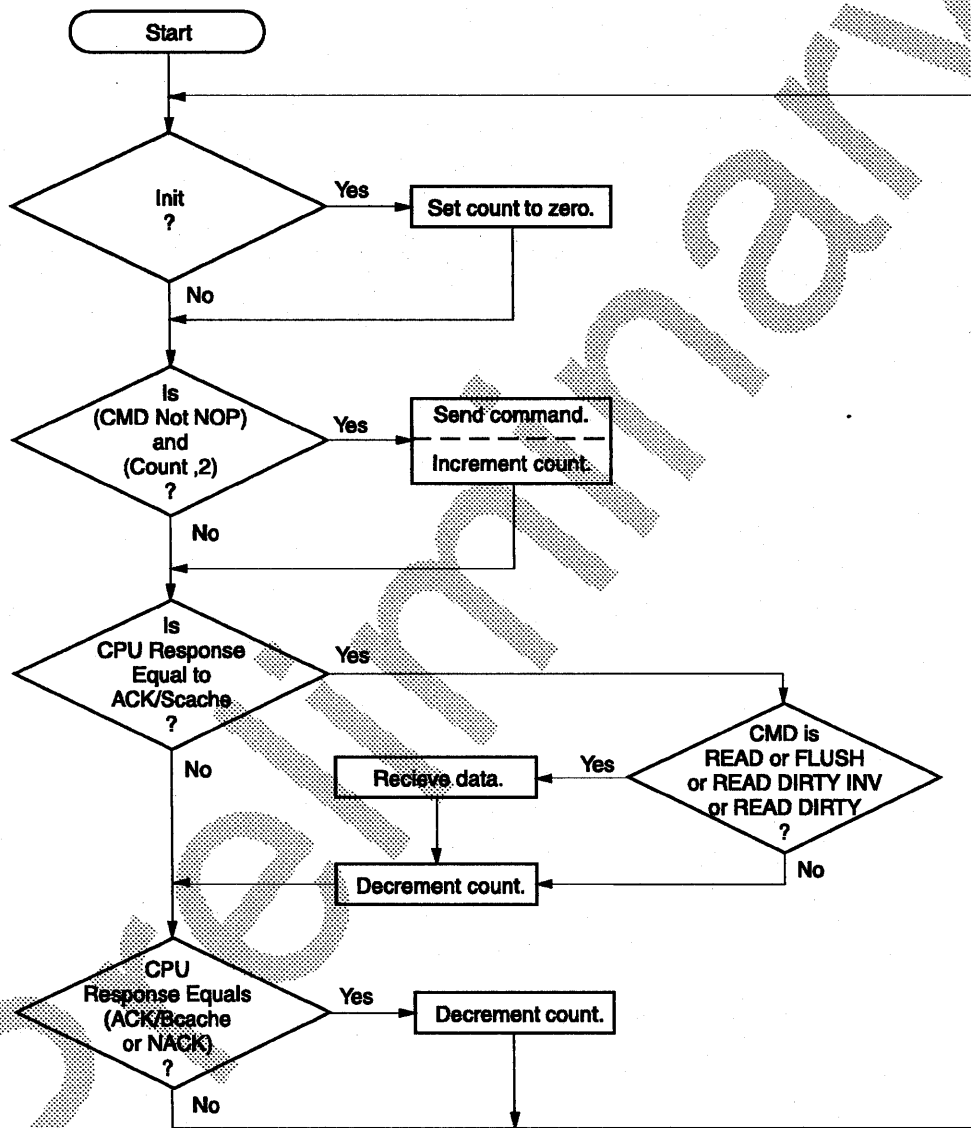 Start
Init
?
Yes
Set count to zero.
No
Is
(CMD Not NOP)
and
(Count ,2)
?
Yes
Send command.
Increment count.
No
Is
CPU Response
Equal to
ACK/Scache
?
Yes
No
CMD is
READ or FLUSH
or READ DIRTY INV
or READ DIRTY
?
Yes
Recieve data.
No
Decrement count.
CPU
Response Equals
(ACK/Bcache
or NACK)
?
Yes
Decrement count.
No